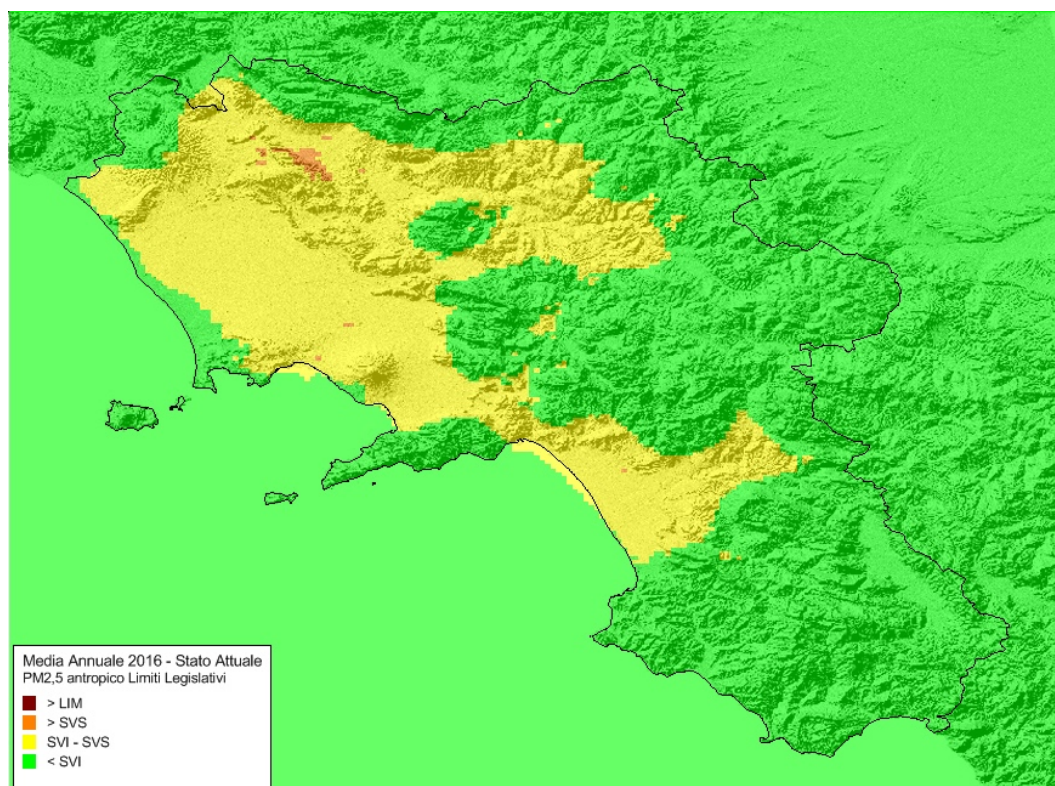 Media Annuale 2016 - Stato Attuale
PM2,5 antropico Limiti Legislativi
> LIM
> SVS
SVI - SVS
< SVI